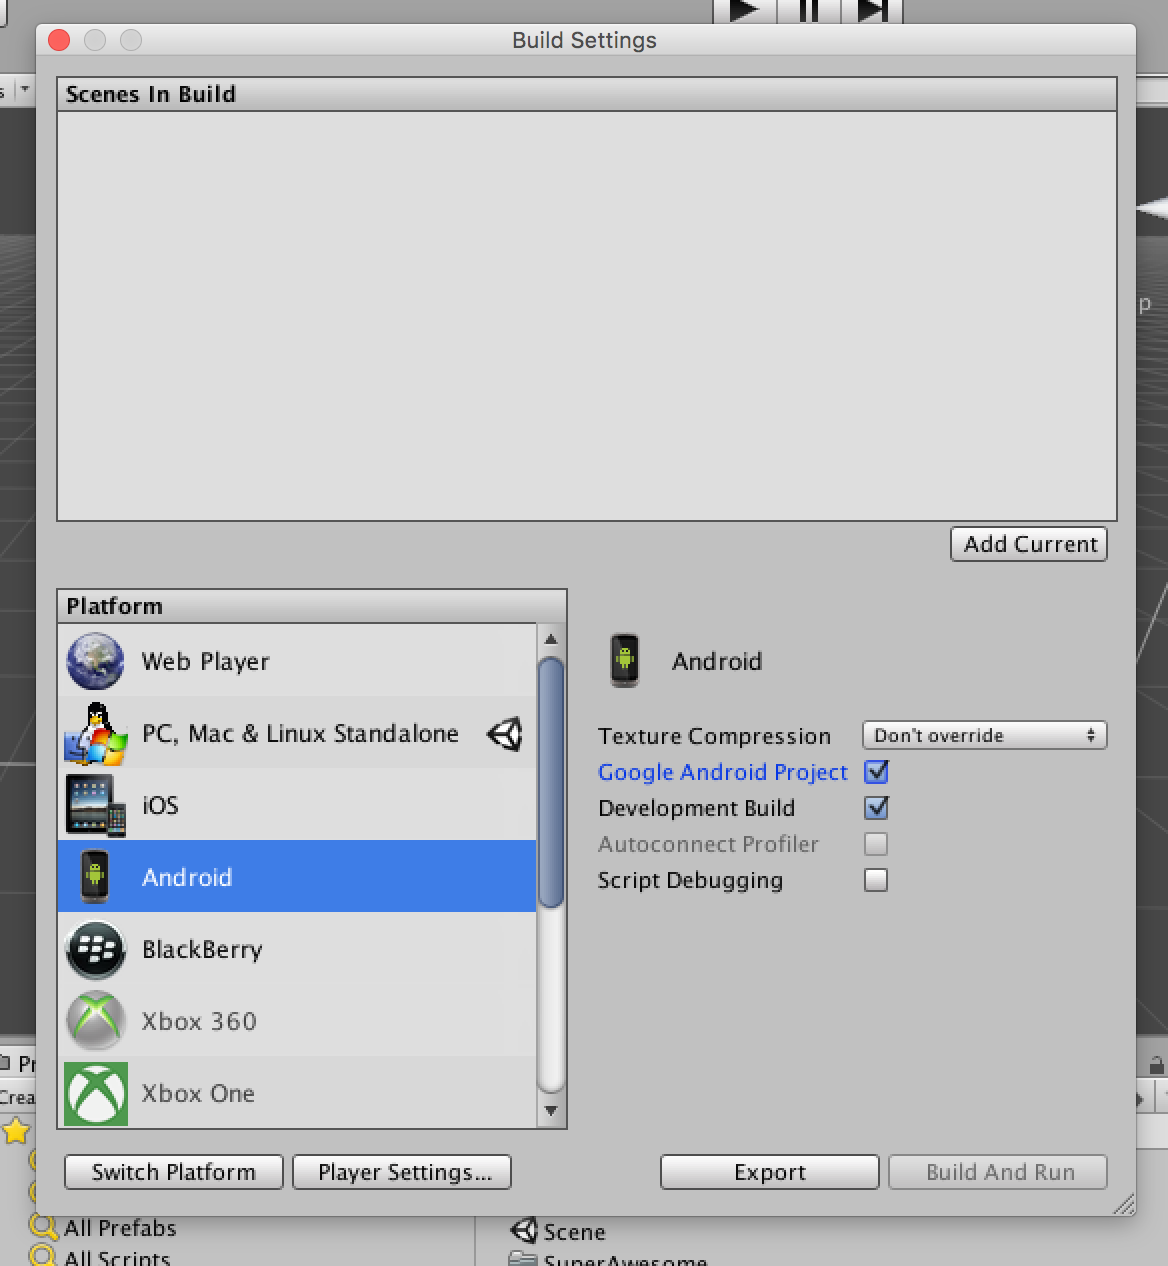 Build Settings
Scenes In Build
Add Current
Platform
Web Player
PC, Mac & Linux Standalone
iOS
Android
BlackBerry
Xbox 360
Xbox One
Android
Texture Compression Don't override
Google Android Project
Development Build
Autoconnect Profiler
Script Debugging
Switch Platform Player Settings... Export Build And Run
All Prefabs
All Scripts
Scene
SuperAwesome